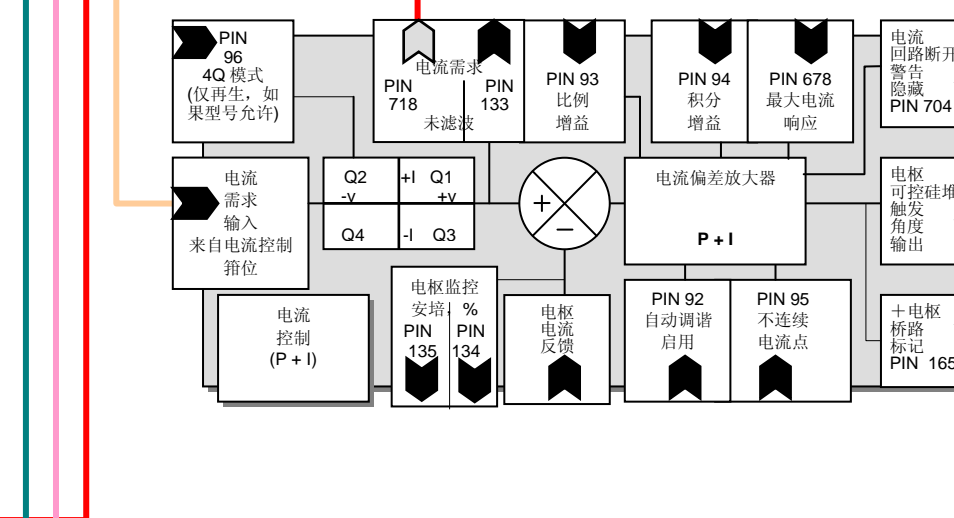 PIN
96
4Q 模式
(仅再生，如
果型号允许)
电流需求
PIN
718
PIN
133
未滤波
PIN 93
比例
增益
PIN 94
积分
增益
PIN 678
最大电流
响应
电流
回路断开
警告
隐藏
PIN 704
电流
需求
输入
来自电流控制
箝位
Q2
+I
Q1
-v
+v
Q4
-I
Q3
+
–
电流偏差放大器
P + I
电枢
可控硅堆
触发
角度
输出
电流
控制
(P + I)
电枢监控
安培，%
PIN
135
PIN
134
电枢
电流
反馈
PIN 92
自动调谐
启用
PIN 95
不连续
电流点
＋电枢
桥路
标记
PIN 165